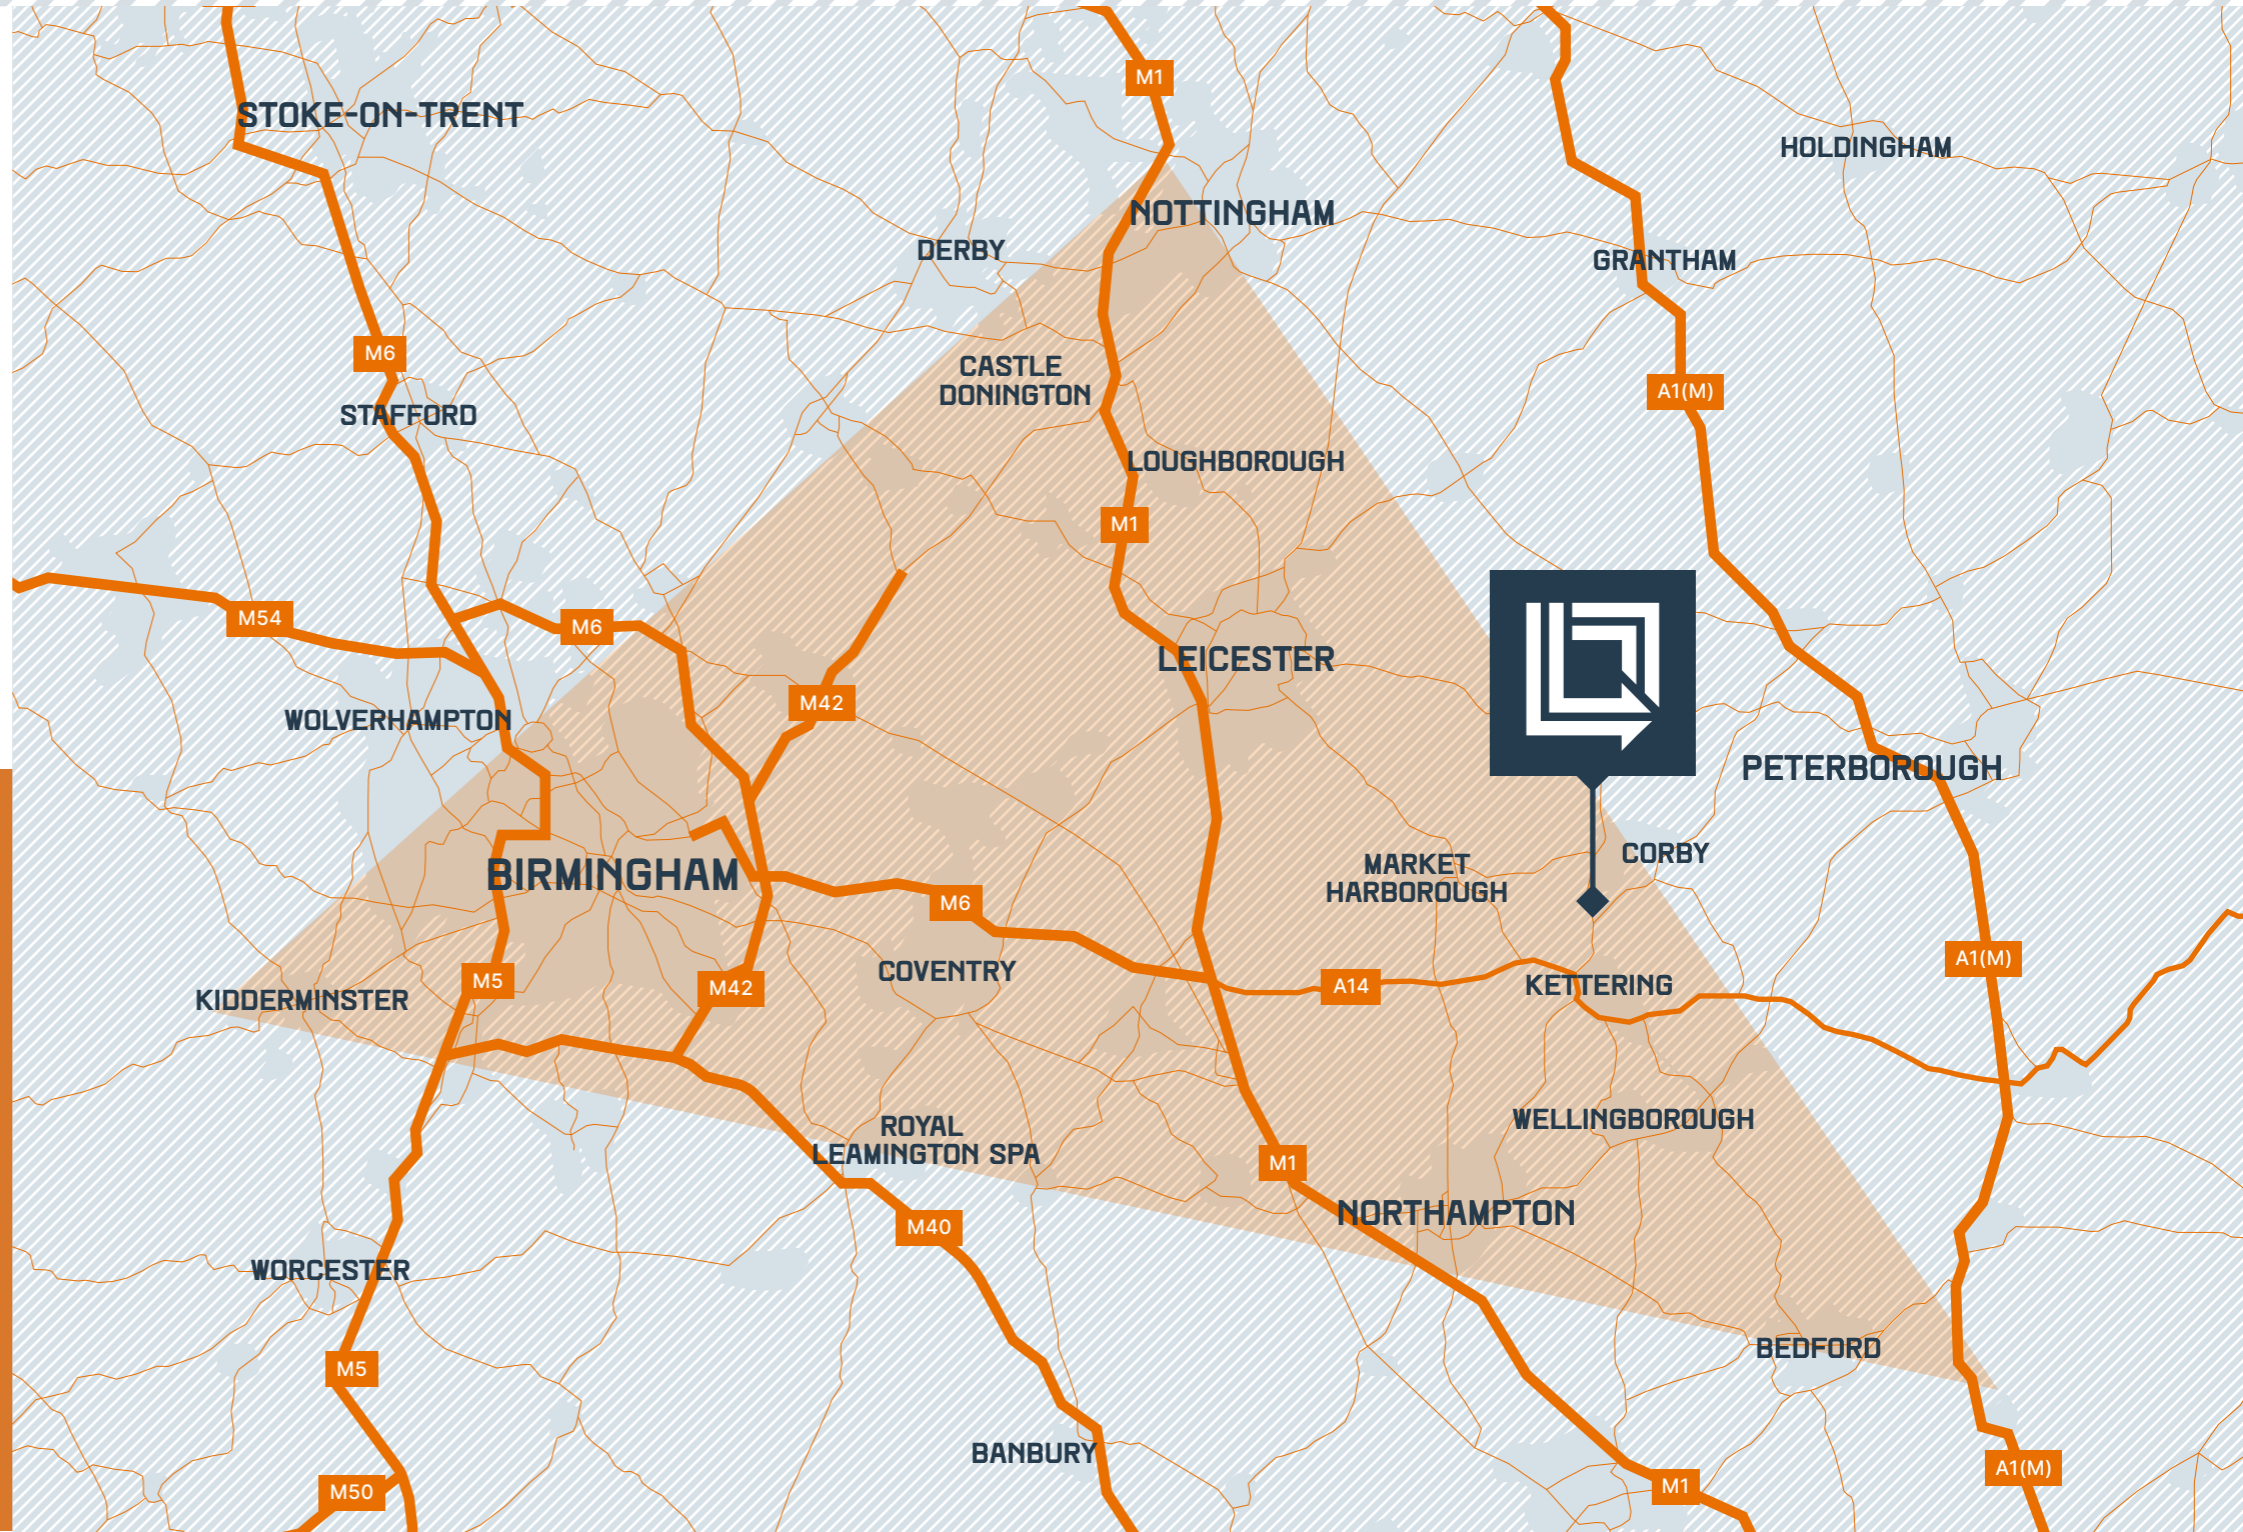 M1
STOKE-ON-TRENT
HOLDINGHAM
NOTTINGHAM
DERBY
GRANTHAM
M6
CASTLE
DONINGTON
A1(M)
STAFFORD
LOUGHBOROUGH
M1
M54
M6
LEICESTER
M42
WOLVERHAMPTON
PETERBOROUGH
CORBY
MARKET
HARBOROUGH
BIRMINGHAM
M6
A1(M)
COVENTRY
M5
M42
A14
KETTERING
KIDDERMINSTER
WELLINGBOROUGH
ROYAL
LEAMINGTON SPA
M1
NORTHAMPTON
M40
WORCESTER
BEDFORD
M5
BANBURY
A1(M)
M50
M1